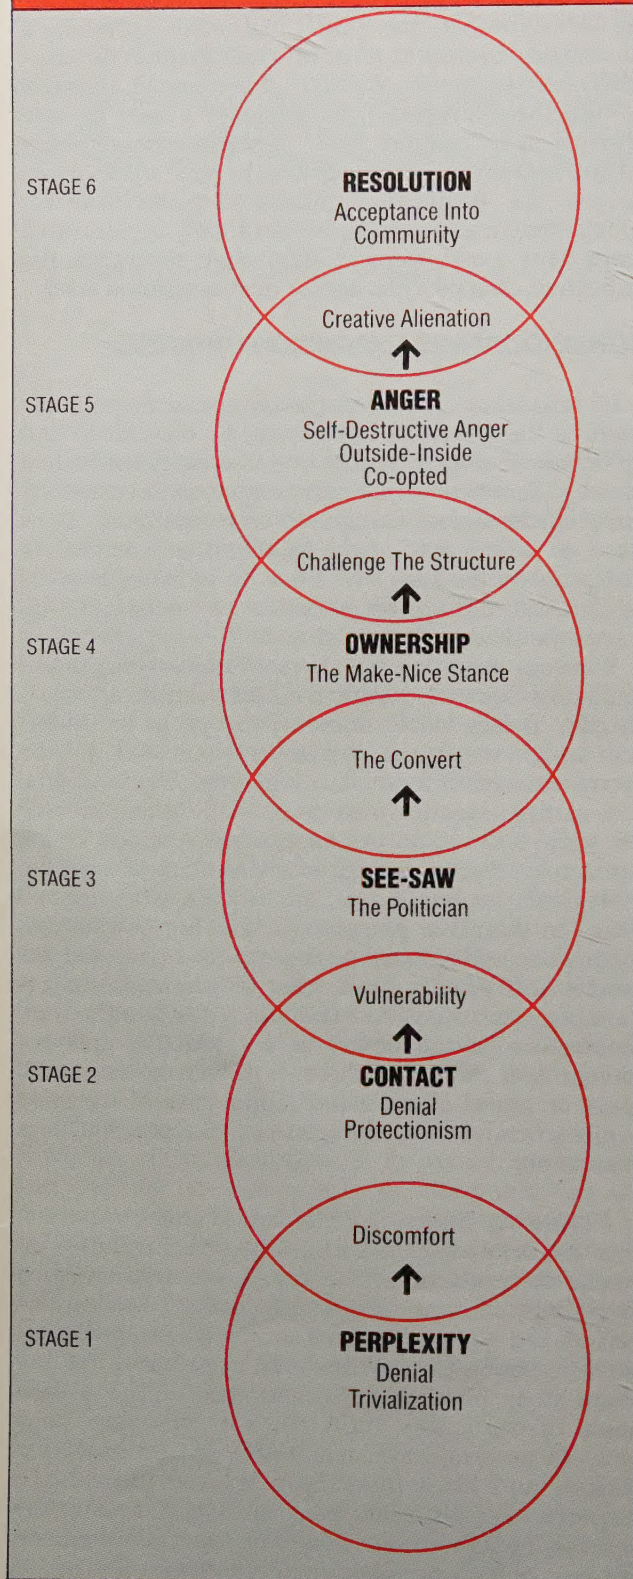 STAGE 6
RESOLUTION
Acceptance Into
Community
Creative Alienation
STAGE 5
ANGER
Self-Destructive Anger
Outside-Inside
Co-opted
Challenge The Structure
STAGE 4
OWNERSHIP
The Make-Nice Stance
The Convert
STAGE 3
SEE-SAW
The Politician
Vulnerability
STAGE 2
CONTACT
Denial
Protectionism
Discomfort
STAGE 1
PERPLEXITY
Denial
Trivialization